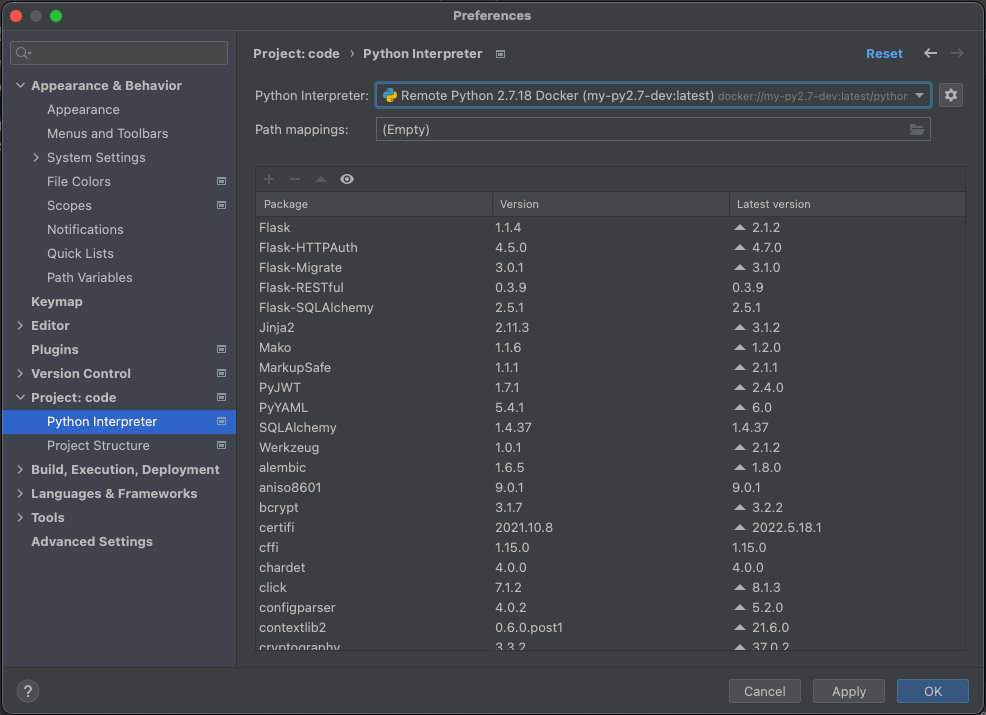 Preferences
Project: code › Python Interpreter
Reset
Appearance & Behavior
Appearance
Menus and Toolbars
System Settings
File Colors
Scopes
Notifications
Quick Lists
Path Variables
Keymap
Editor
Plugins
Version Control
Project: code
Python Interpreter
Project Structure
Build, Execution, Deployment
Languages & Frameworks
Tools
Advanced Settings
Python Interpreter: Remote Python 2.7.18 Docker (my-py2.7-dev:latest) docker://my-py2.7-dev:latest/python
Path mappings: (Empty)
Package Version Latest version
Flask 1.1.4 2.1.2
Flask-HTTPAuth 4.5.0 4.7.0
Flask-Migrate 3.0.1 3.1.0
Flask-RESTful 0.3.9 0.3.9
Flask-SQLAlchemy 2.5.1 2.5.1
Jinja2 2.11.3 3.1.2
Mako 1.1.6 1.2.0
MarkupSafe 1.1.1 2.1.1
PyJWT 1.7.1 2.4.0
PyYAML 5.4.1 6.0
SQLAlchemy 1.4.37 1.4.37
Werkzeug 1.0.1 2.1.2
alembic 1.6.5 1.8.0
aniso8601 9.0.1 9.0.1
bcrypt 3.1.7 3.2.2
certifi 2021.10.8 2022.5.18.1
cffi 1.15.0 1.15.0
chardet 4.0.0 4.0.0
click 7.1.2 8.1.3
configparser 4.0.2 5.2.0
contextlib2 0.6.0.post1 21.6.0
cryptography 3.3.2 37.0.2
?
Cancel
Apply
OK